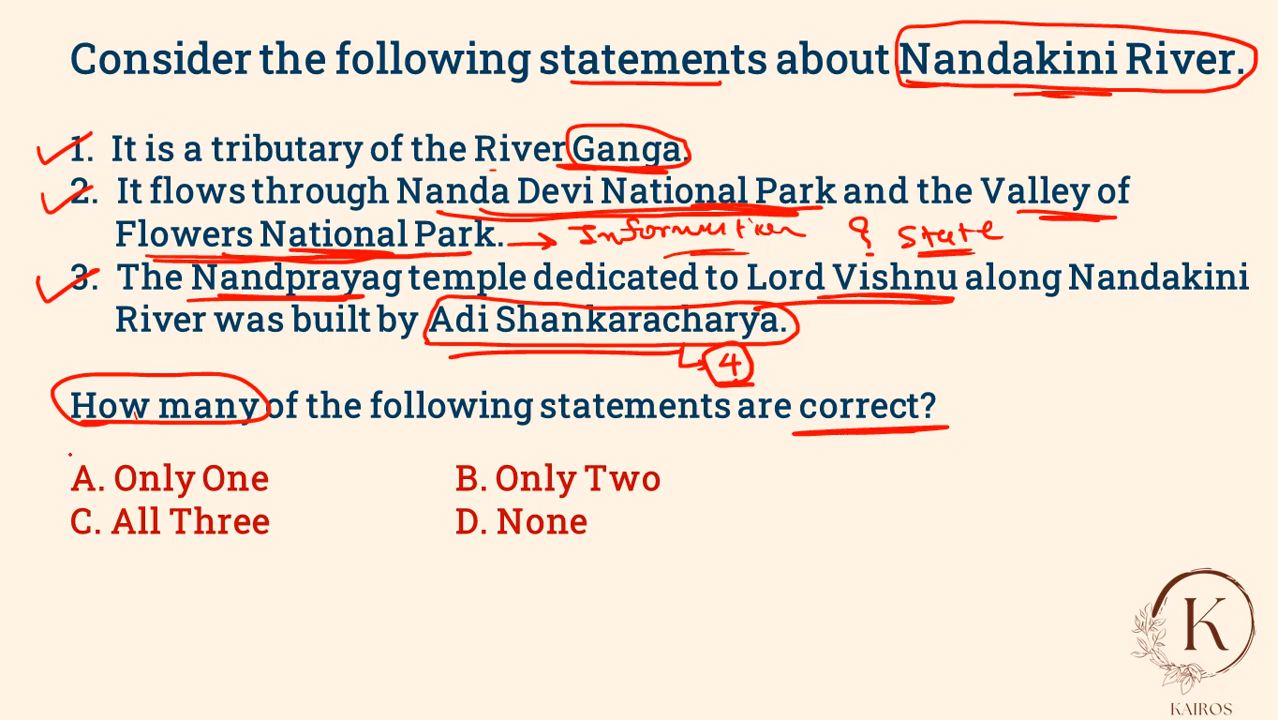 Consider the following statements about Nandakini River.
1. It is a tributary of the River Ganga.
2. It flows through Nanda Devi National Park and the Valley of
Flowers National Park. → Information & State
3. The Nandprayag temple dedicated to Lord Vishnu along Nandakini
River was built by Adi Shankaracharya.
4
How many of the following statements are correct?
A. Only One B. Only Two
C. All Three D. None
K
KAIROS